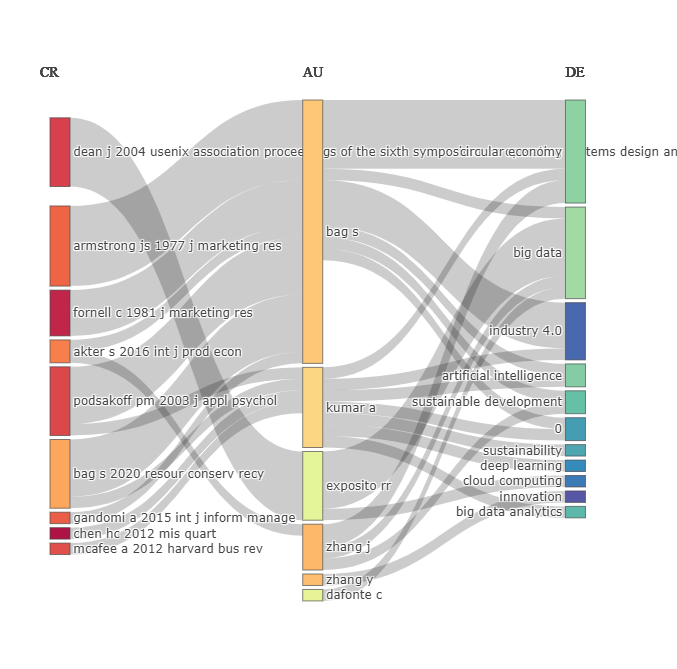 CR
AU
DE
dean j 2004 usenix association proceedings of the sixth sympos
circular economy
tems design an
armstrong js 1977 j marketing res
fornell c 1981 j marketing res
akter s 2016 int j prod econ
podsakoff pm 2003 j appl psychol
bag s 2020 resour conserv recy
gandomi a 2015 int j inform manage
chen hc 2012 mis quart
mcafee a 2012 harvard bus rev
bag s
kumar a
exposito rr
zhang j
zhang y
dafonte c
big data
industry 4.0
artificial intelligence
sustainable development
0
sustainability
deep learning
cloud computing
innovation
big data analytics